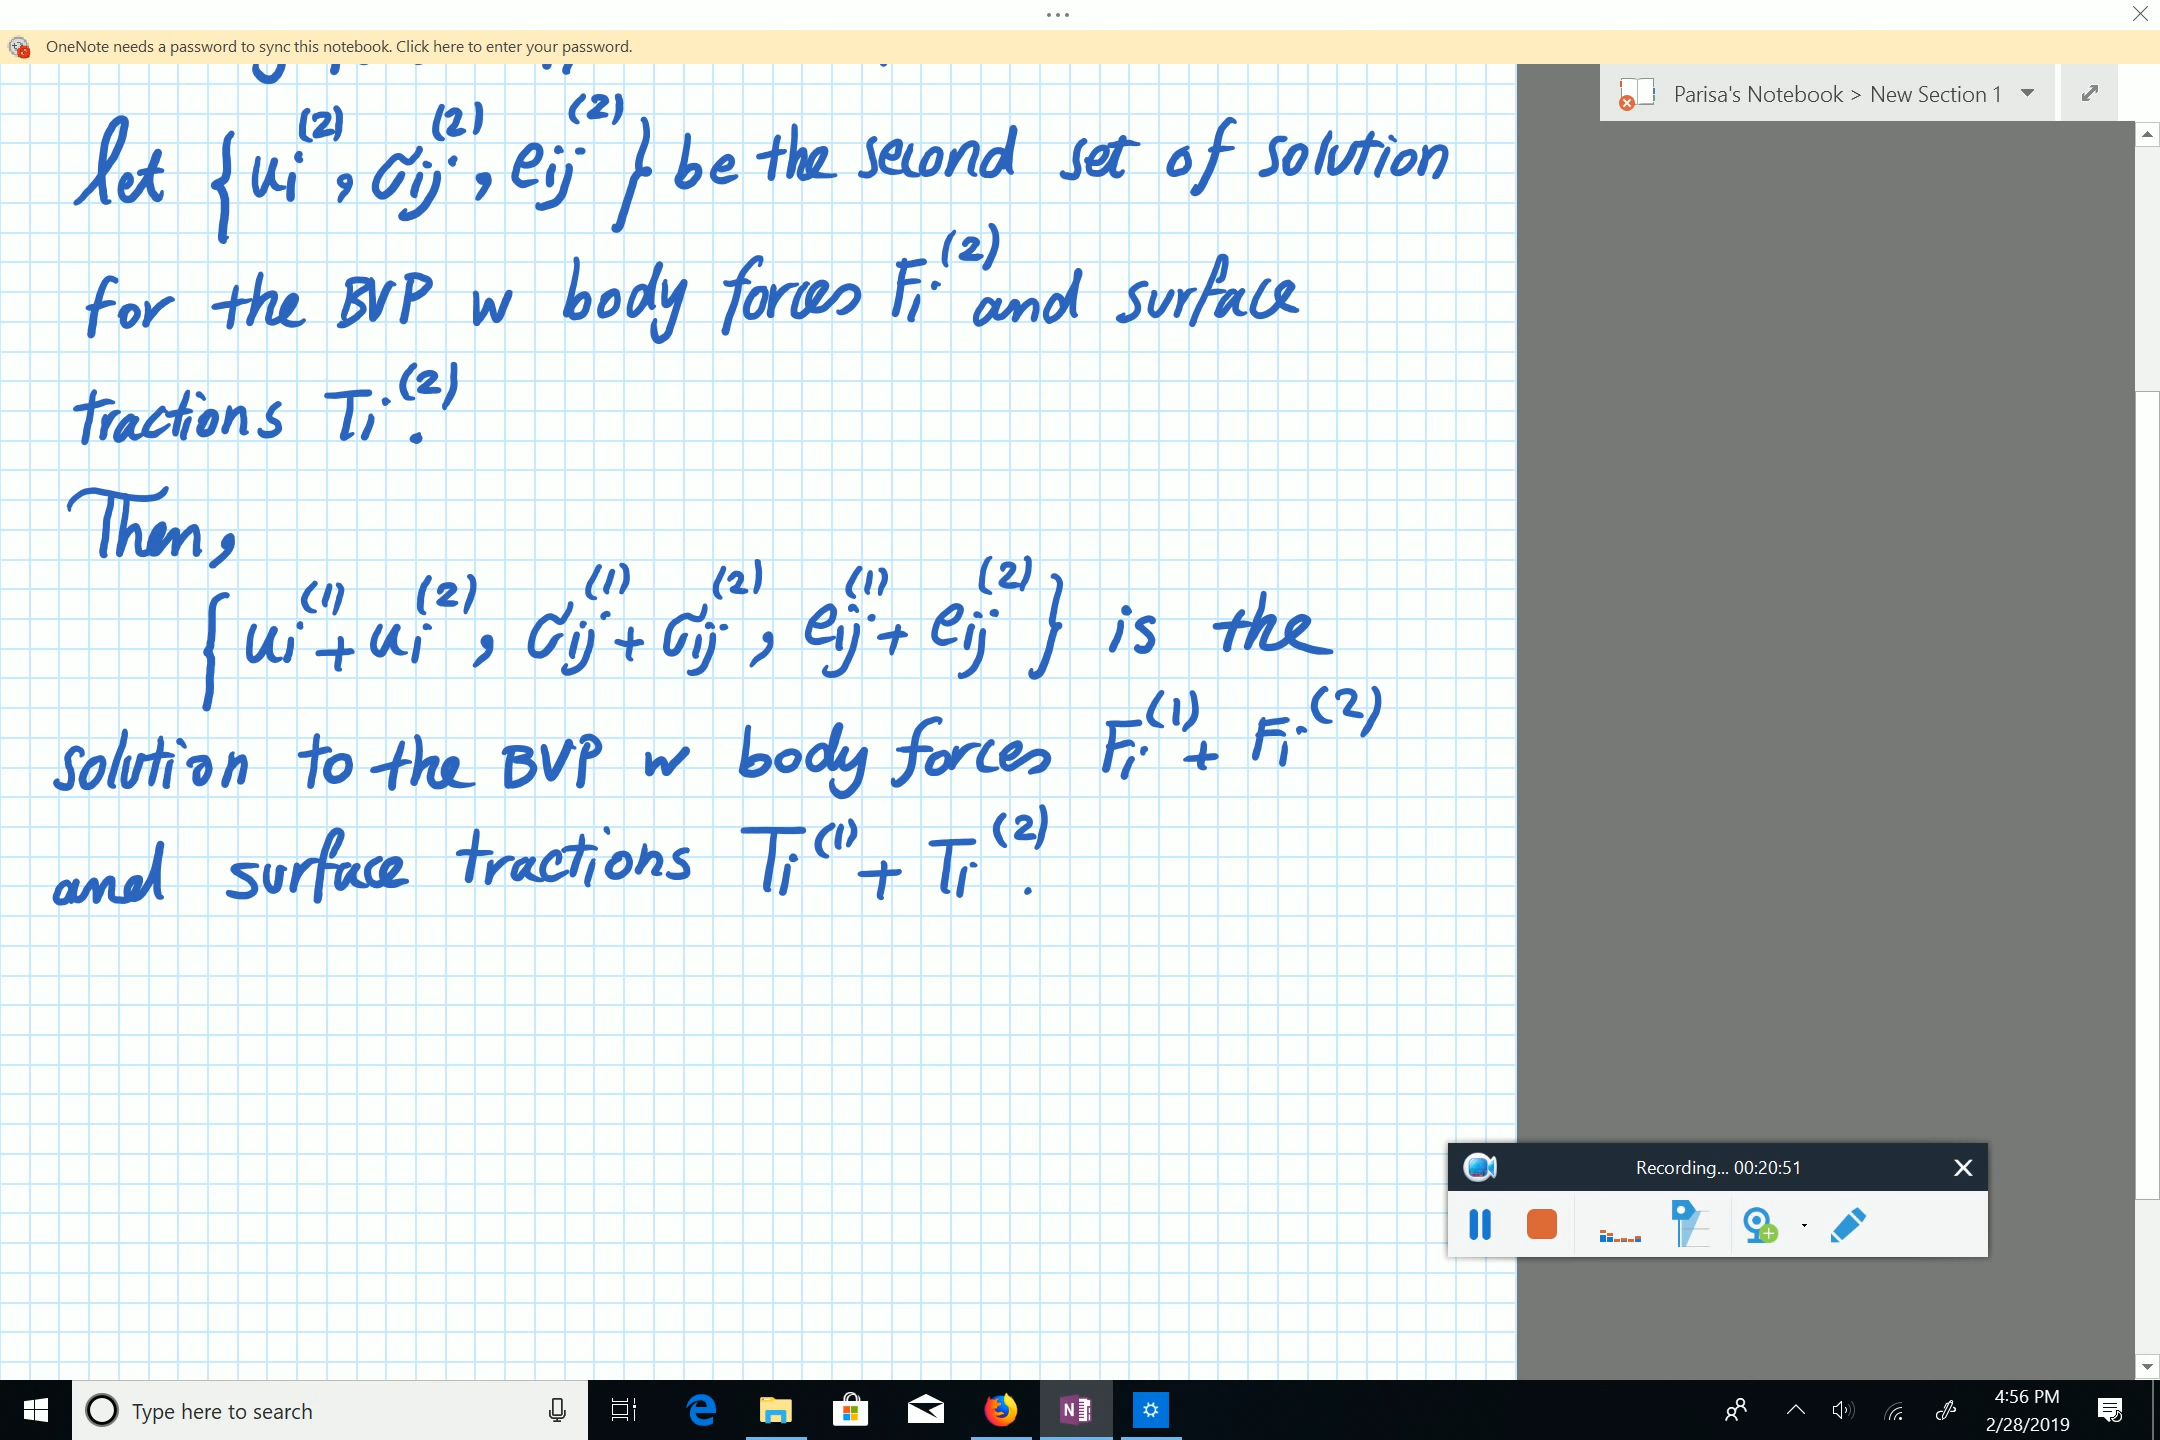 OneNote needs a password to sync this notebook. Click here to enter your password.
Parisa's Notebook > New Section 1
let {ui^(2), σij^(2), eij^(2)} be the second set of solution
for the BVP w body forces Fi^(2) and surface
tractions Ti^(2).
Then,
{ui^(1) + ui^(2), σij^(1) + σij^(2), eij^(1) + eij^(2)} is the
solution to the BVP w body forces Fi^(1) + Fi^(2)
and surface tractions Ti^(1) + Ti^(2).
Recording... 00:20:51
Type here to search
4:56 PM
2/28/2019